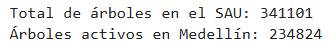 Total de árboles en el SAU: 341101
Árboles activos en Medellín: 234824